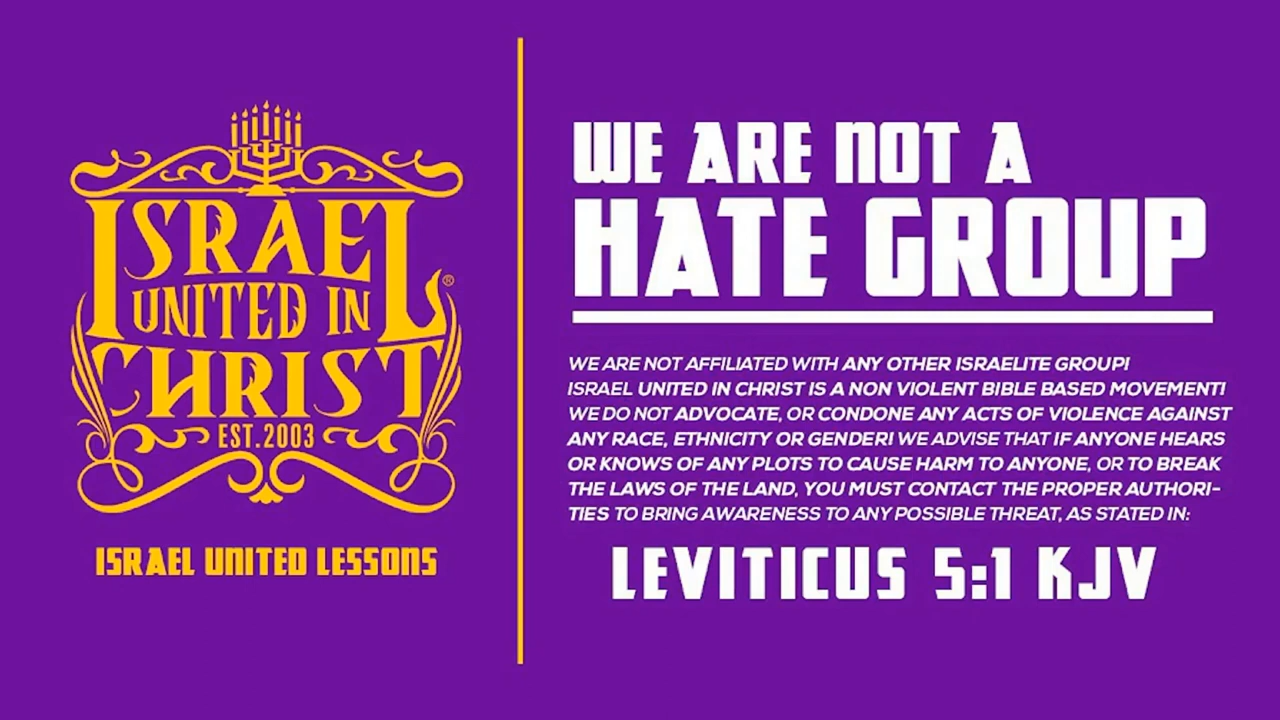 ISRAEL
UNITED IN
CHRIST
EST.2003
ISRAEL UNITED LESSONS
WE ARE NOT A
HATE GROUP
WE ARE NOT AFFILIATED WITH ANY OTHER ISRAELITE GROUP!
ISRAEL UNITED IN CHRIST IS A NON VIOLENT BIBLE BASED MOVEMENT!
WE DO NOT ADVOCATE, OR CONDONE ANY ACTS OF VIOLENCE AGAINST
ANY RACE, ETHNICITY OR GENDER! WE ADVISE THAT IF ANYONE HEARS
OR KNOWS OF ANY PLOTS TO CAUSE HARM TO ANYONE, OR TO BREAK
THE LAWS OF THE LAND, YOU MUST CONTACT THE PROPER AUTHORI-
TIES TO BRING AWARENESS TO ANY POSSIBLE THREAT, AS STATED IN:
LEVITICUS 5:1 KJV